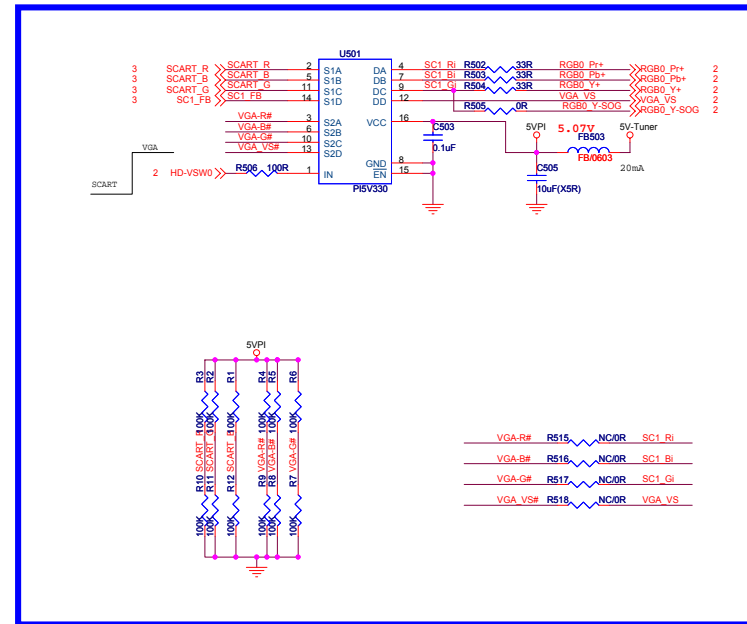 U501
3 SCART_R SCART_R 2 S1A DA 4 SC1_Ri R502 33R RGB0_Pr+ RGB0_Pr+ 2
3 SCART_B SCART_B 5 S1B DB 7 SC1_Bi R503 33R RGB0_Pb+ RGB0_Pb+ 2
3 SCART_G SCART_G 11 S1C DC 9 SC1_Gi R504 33R RGB0_Y+ RGB0_Y+ 2
3 SC1_FB SC1_FB 14 S1D DD 12 VGA_VS VGA_VS 2
R505 0R RGB0_Y-SOG RGB0_Y-SOG 2
VGA-R# 3 S2A VCC 16
VGA-B# 6 S2B
VGA-G# 10 S2C
VGA_VS# 13 S2D
C503
0.1uF
5VPI 5.07V 5V-Tuner
FB503
FB/0603
20mA
VGA
SCART
GND 8
2 HD-VSW0 R506 100R 1 IN EN 15
PI5V330
C505
10uF(X5R)
5VPI
R3 R2 R1 R4 R5 R6
100K 100K 100K 100K 100K 100K
SCART_R SCART_G SCART_B VGA-R# VGA-B# VGA-G#
R10 R11 R12 R9 R8 R7
100K 100K 100K 100K 100K 100K
VGA-R# R515 NC/0R SC1_Ri
VGA-B# R516 NC/0R SC1_Bi
VGA-G# R517 NC/0R SC1_Gi
VGA_VS# R518 NC/0R VGA_VS